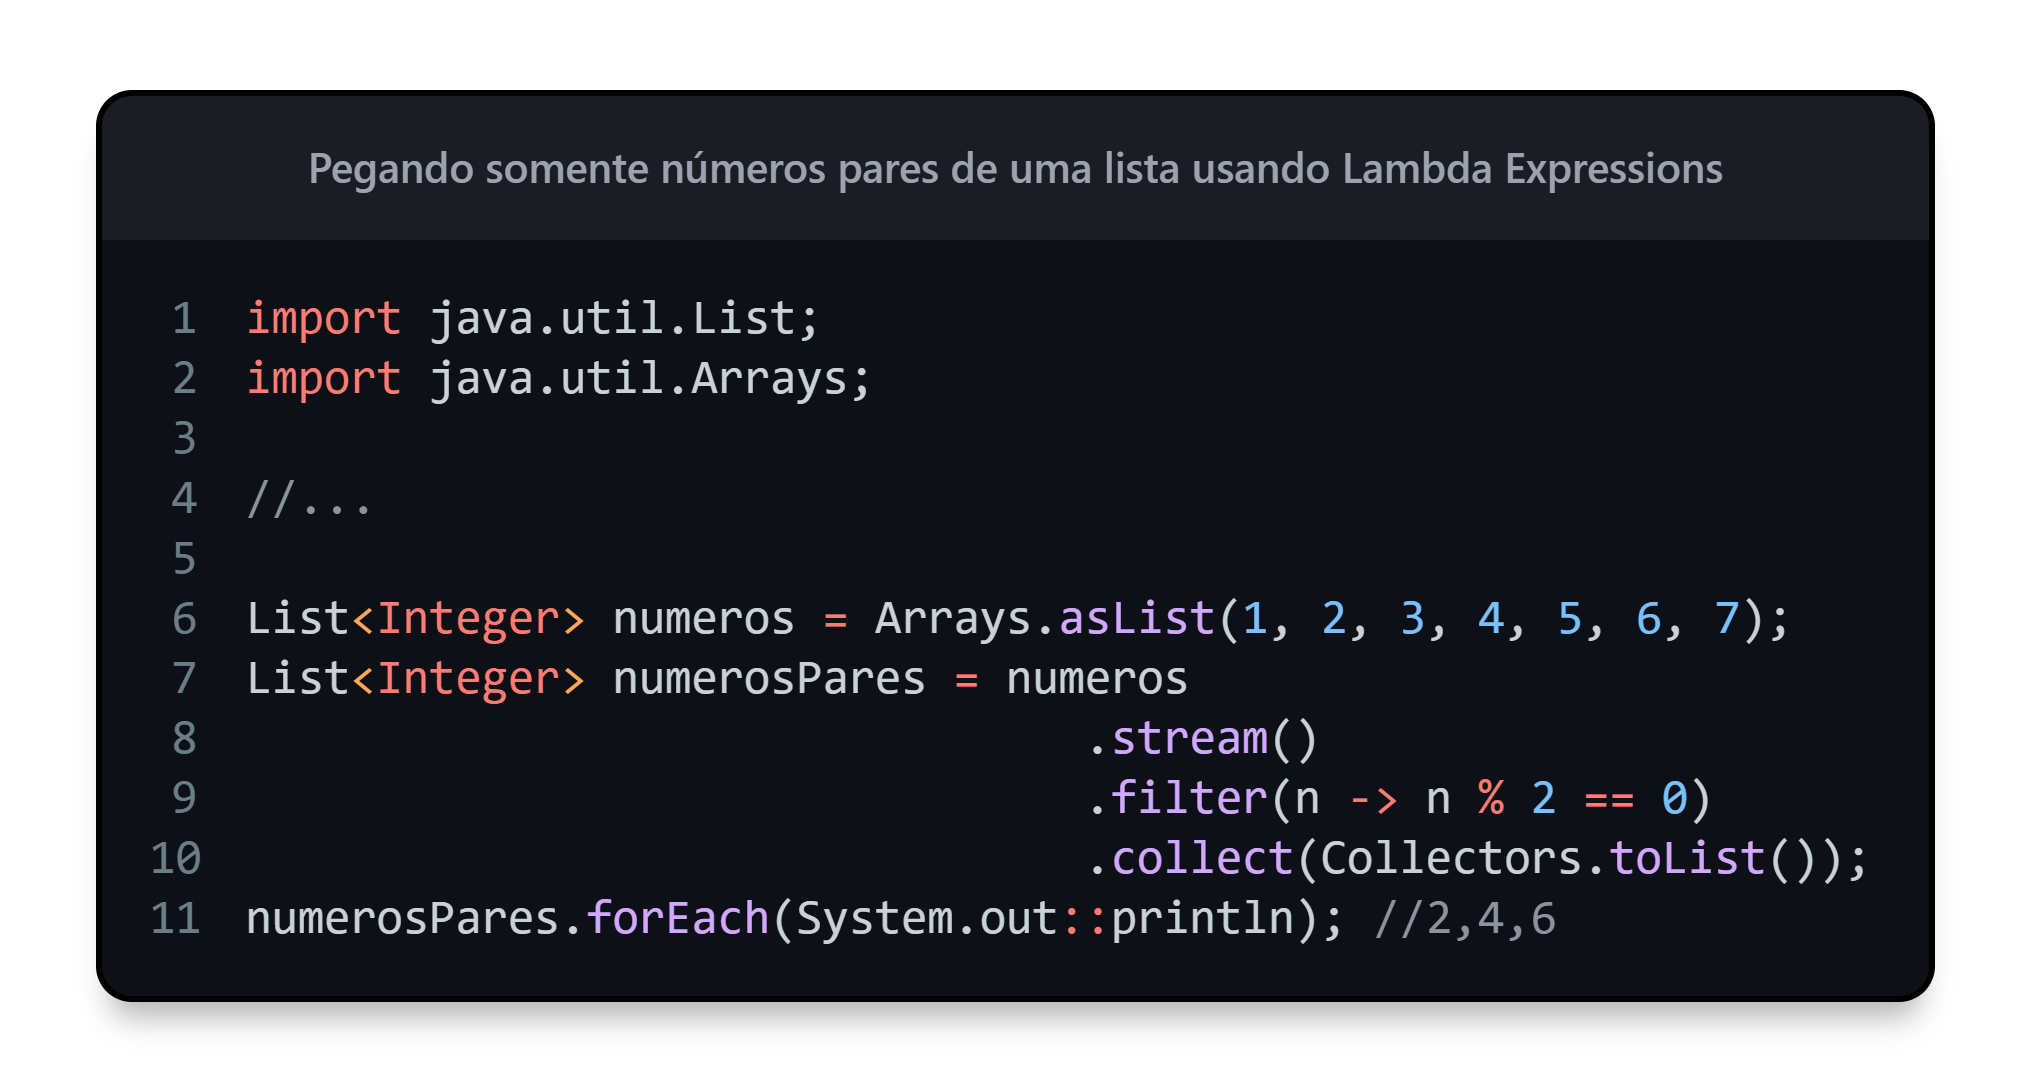 Pegando somente números pares de uma lista usando Lambda Expressions
1 import java.util.List;
2 import java.util.Arrays;
3
4 //...
5
6 List<Integer> numeros = Arrays.asList(1, 2, 3, 4, 5, 6, 7);
7 List<Integer> numerosPares = numeros
8 .stream()
9 .filter(n -> n % 2 == 0)
10 .collect(Collectors.toList());
11 numerosPares.forEach(System.out::println); //2,4,6